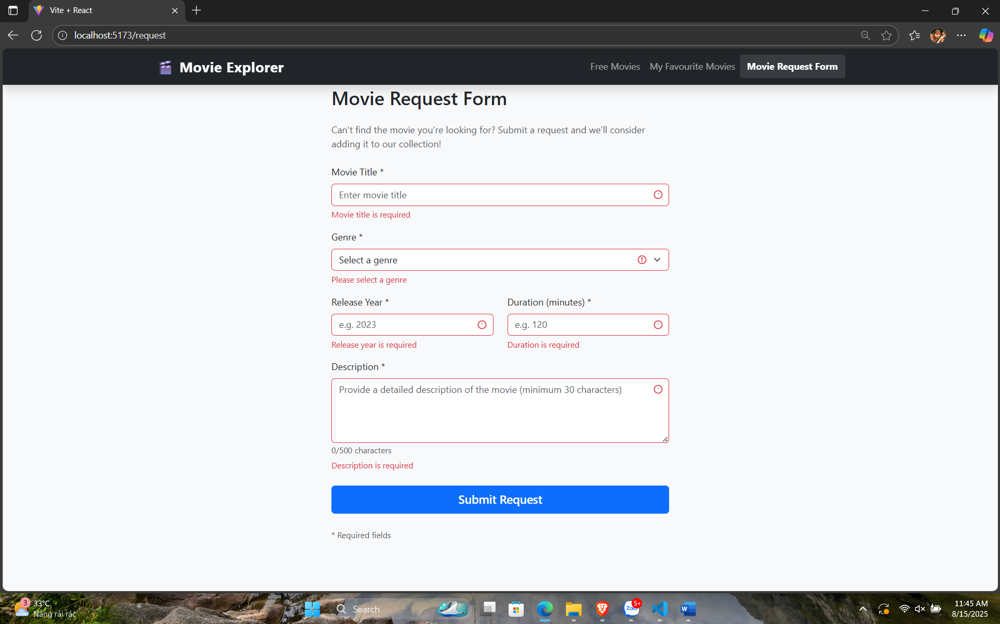 Vite + React
localhost:5173/request
Movie Explorer
Free Movies
My Favourite Movies
Movie Request Form
Movie Request Form
Can't find the movie you're looking for? Submit a request and we'll consider
adding it to our collection!
Movie Title *
Enter movie title
Movie title is required
Genre *
Select a genre
Please select a genre
Release Year *
Duration (minutes) *
e.g. 2023
e.g. 120
Release year is required
Duration is required
Description *
Provide a detailed description of the movie (minimum 30 characters)
0/500 characters
Description is required
Submit Request
* Required fields
3
33°C
Nắng rải rác
Search
Zalo
5+
W
11:45 AM
8/15/2025